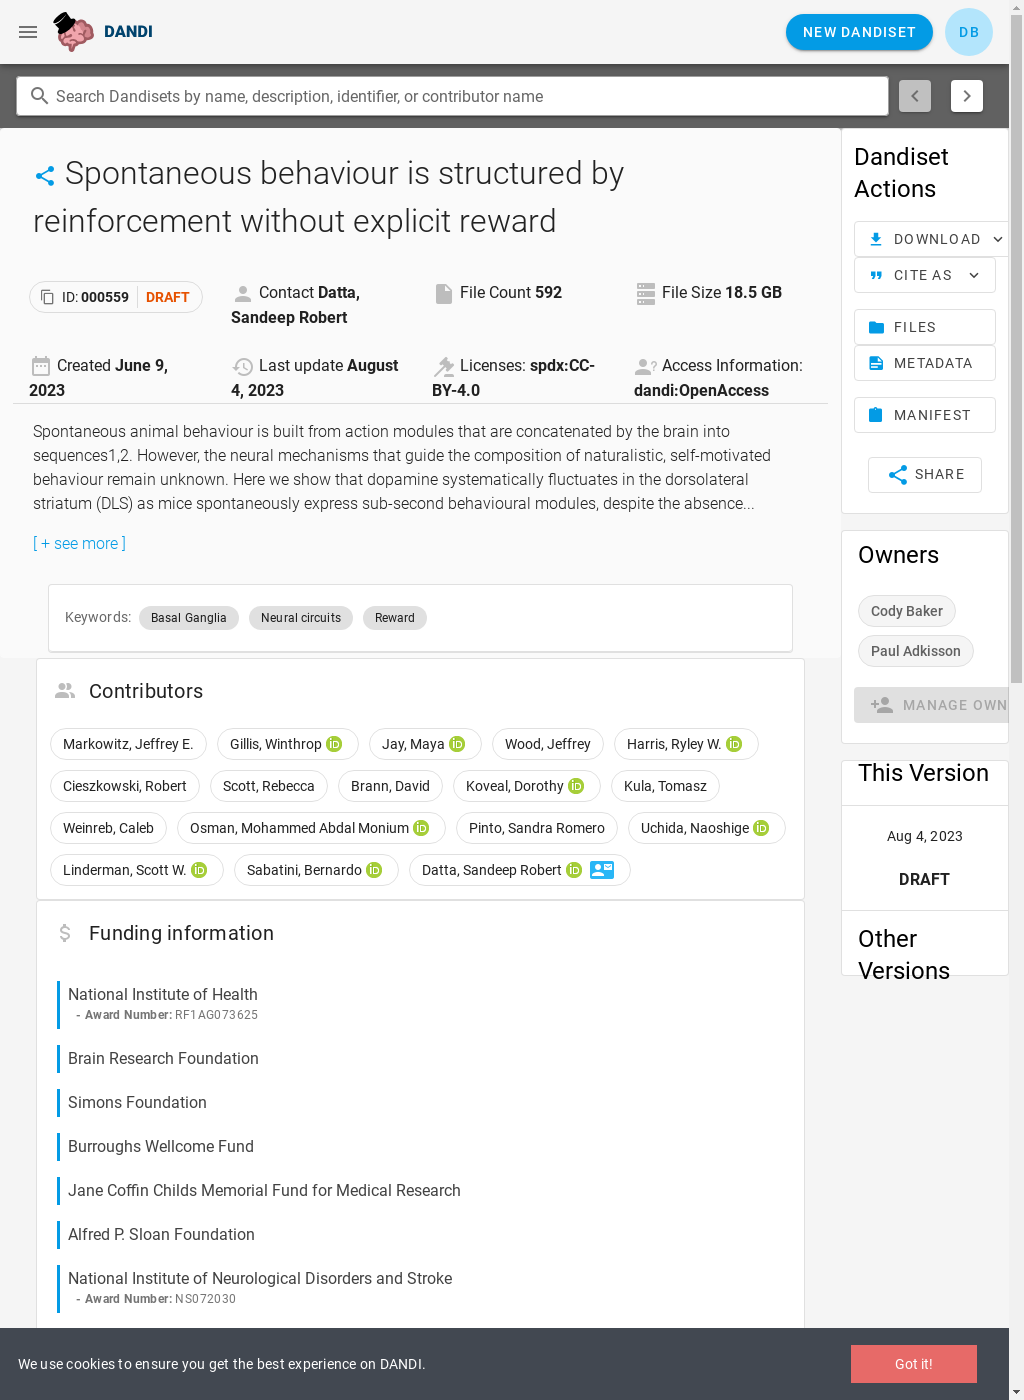 DANDI
NEW DANDISET
DB
Search Dandisets by name, description, identifier, or contributor name
Spontaneous behaviour is structured by
reinforcement without explicit reward
ID: 000559 DRAFT
Contact Datta,
Sandeep Robert
File Count 592
File Size 18.5 GB
Created June 9,
2023
Last update August
4, 2023
Licenses: spdx:CC-
BY-4.0
Access Information:
dandi:OpenAccess
Spontaneous animal behaviour is built from action modules that are concatenated by the brain into
sequences1,2. However, the neural mechanisms that guide the composition of naturalistic, self-motivated
behaviour remain unknown. Here we show that dopamine systematically fluctuates in the dorsolateral
striatum (DLS) as mice spontaneously express sub-second behavioural modules, despite the absence...
[ + see more ]
Keywords: Basal Ganglia Neural circuits Reward
Contributors
Markowitz, Jeffrey E. Gillis, Winthrop iD Jay, Maya iD Wood, Jeffrey Harris, Ryley W. iD
Cieszkowski, Robert Scott, Rebecca Brann, David Koveal, Dorothy iD Kula, Tomasz
Weinreb, Caleb Osman, Mohammed Abdal Monium iD Pinto, Sandra Romero Uchida, Naoshige iD
Linderman, Scott W. iD Sabatini, Bernardo iD Datta, Sandeep Robert iD
Funding information
National Institute of Health
- Award Number: RF1AG073625
Brain Research Foundation
Simons Foundation
Burroughs Wellcome Fund
Jane Coffin Childs Memorial Fund for Medical Research
Alfred P. Sloan Foundation
National Institute of Neurological Disorders and Stroke
- Award Number: NS072030
Dandiset
Actions
DOWNLOAD
CITE AS
FILES
METADATA
MANIFEST
SHARE
Owners
Cody Baker
Paul Adkisson
MANAGE OWN
This Version
Aug 4, 2023
DRAFT
Other
Versions
We use cookies to ensure you get the best experience on DANDI.
Got it!